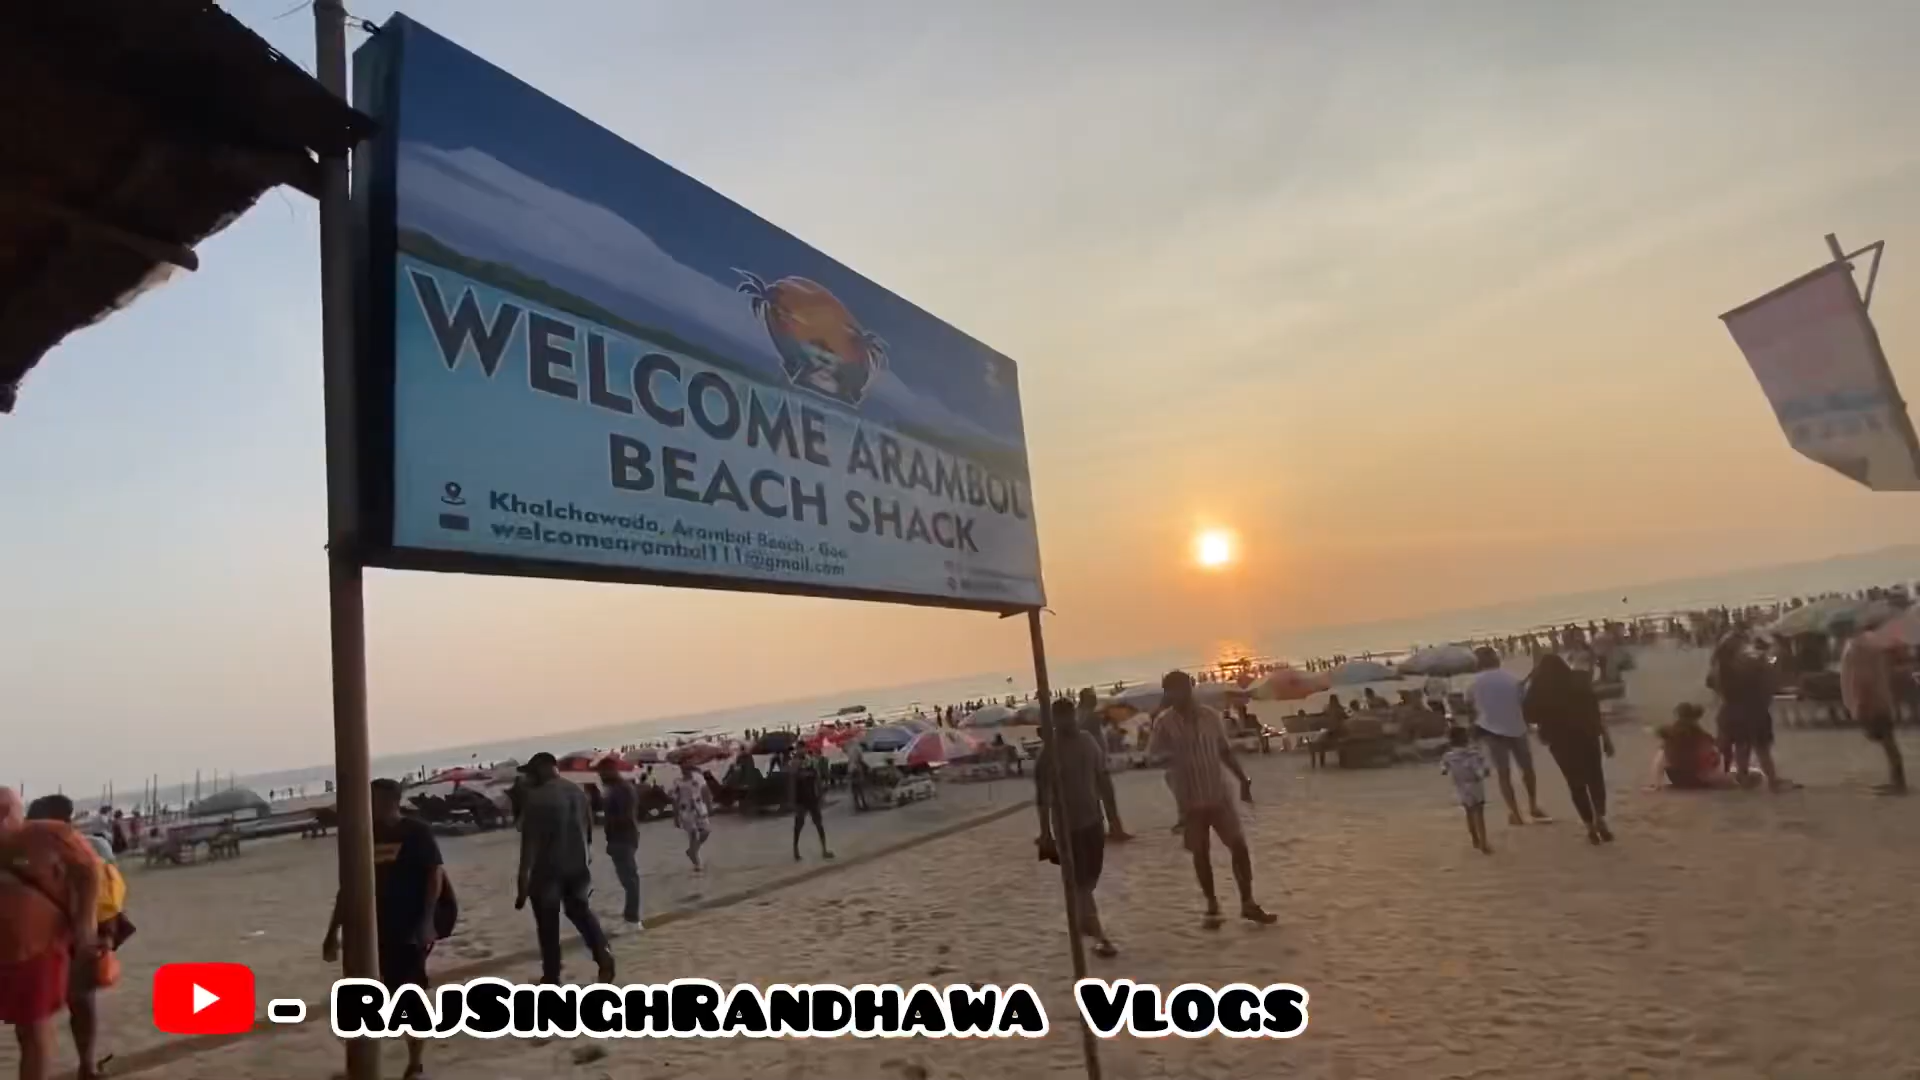 WELCOME ARAMBOL
BEACH SHACK
Khalchawada, Arambol Beach - Goa
welcomearambol111@gmail.com
- RajSinghRandhawa Vlogs